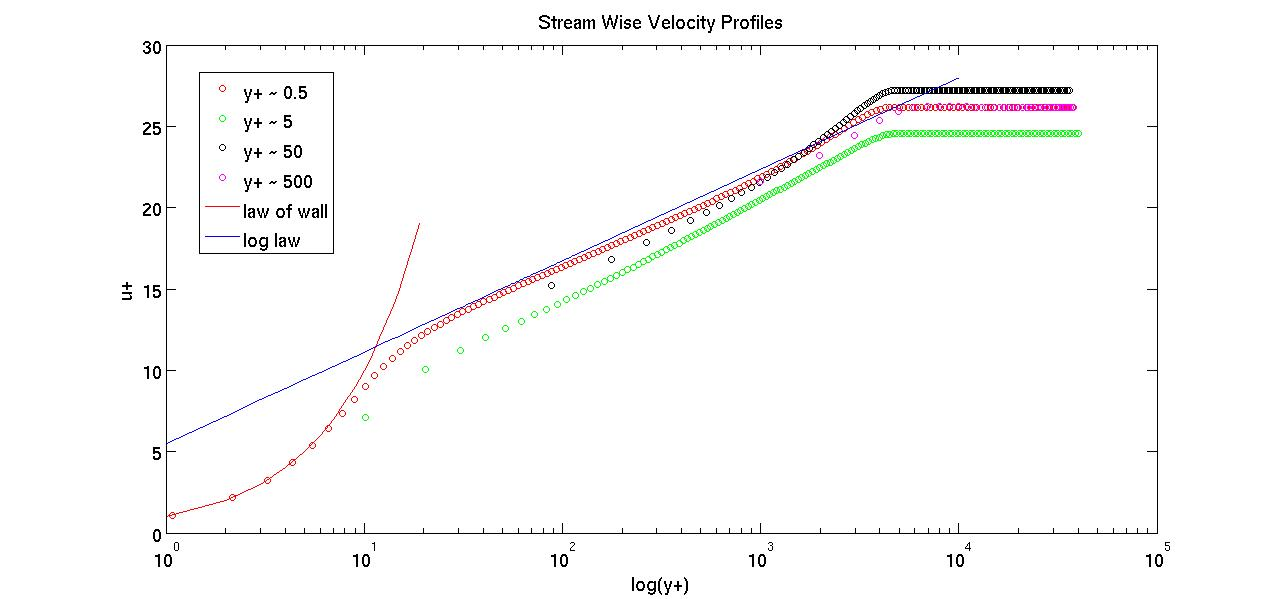 Stream Wise Velocity Profiles
30
25
20
15
10
5
0
u+
y+ ~ 0.5
y+ ~ 5
y+ ~ 50
y+ ~ 500
law of wall
log law
10^0 10^1 10^2 10^3 10^4 10^5
log(y+)